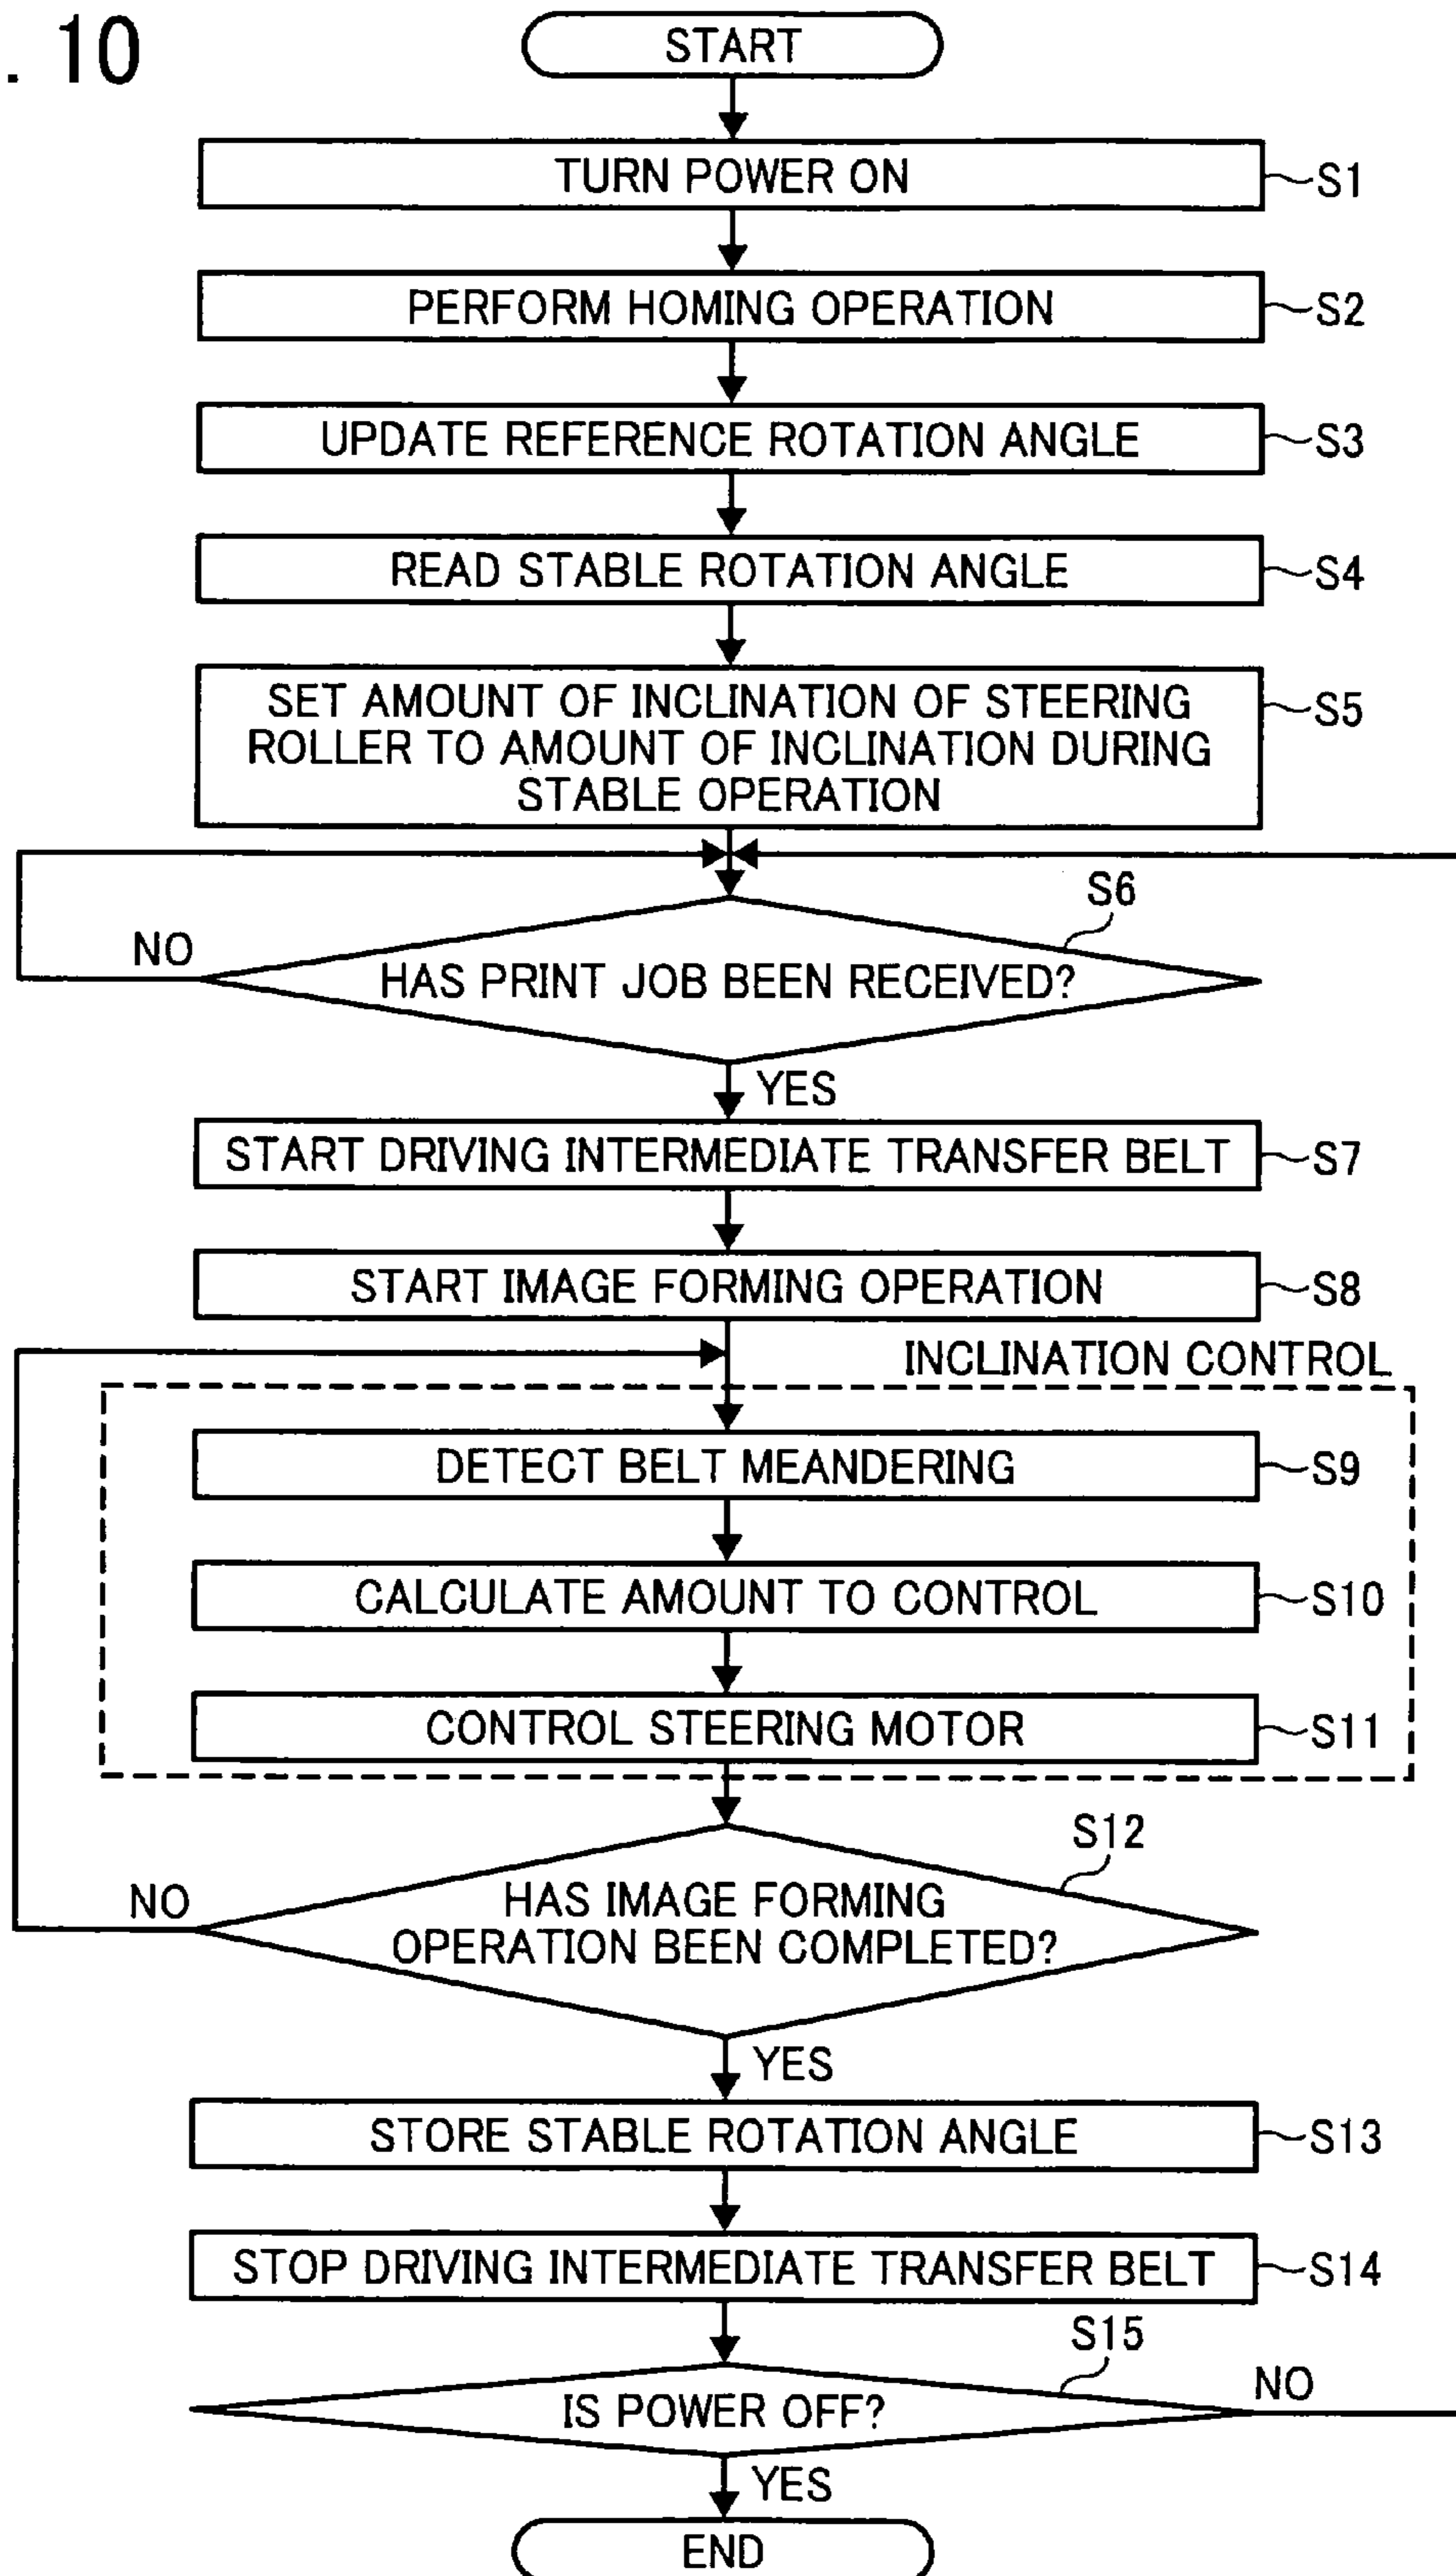 . 10
START
TURN POWER ON
S1
PERFORM HOMING OPERATION
S2
UPDATE REFERENCE ROTATION ANGLE
S3
READ STABLE ROTATION ANGLE
S4
SET AMOUNT OF INCLINATION OF STEERING
ROLLER TO AMOUNT OF INCLINATION DURING
STABLE OPERATION
S5
S6
NO
HAS PRINT JOB BEEN RECEIVED?
YES
START DRIVING INTERMEDIATE TRANSFER BELT
S7
START IMAGE FORMING OPERATION
S8
INCLINATION CONTROL
DETECT BELT MEANDERING
S9
CALCULATE AMOUNT TO CONTROL
S10
CONTROL STEERING MOTOR
S11
S12
NO
HAS IMAGE FORMING
OPERATION BEEN COMPLETED?
YES
STORE STABLE ROTATION ANGLE
S13
STOP DRIVING INTERMEDIATE TRANSFER BELT
S14
S15
IS POWER OFF?
NO
YES
END